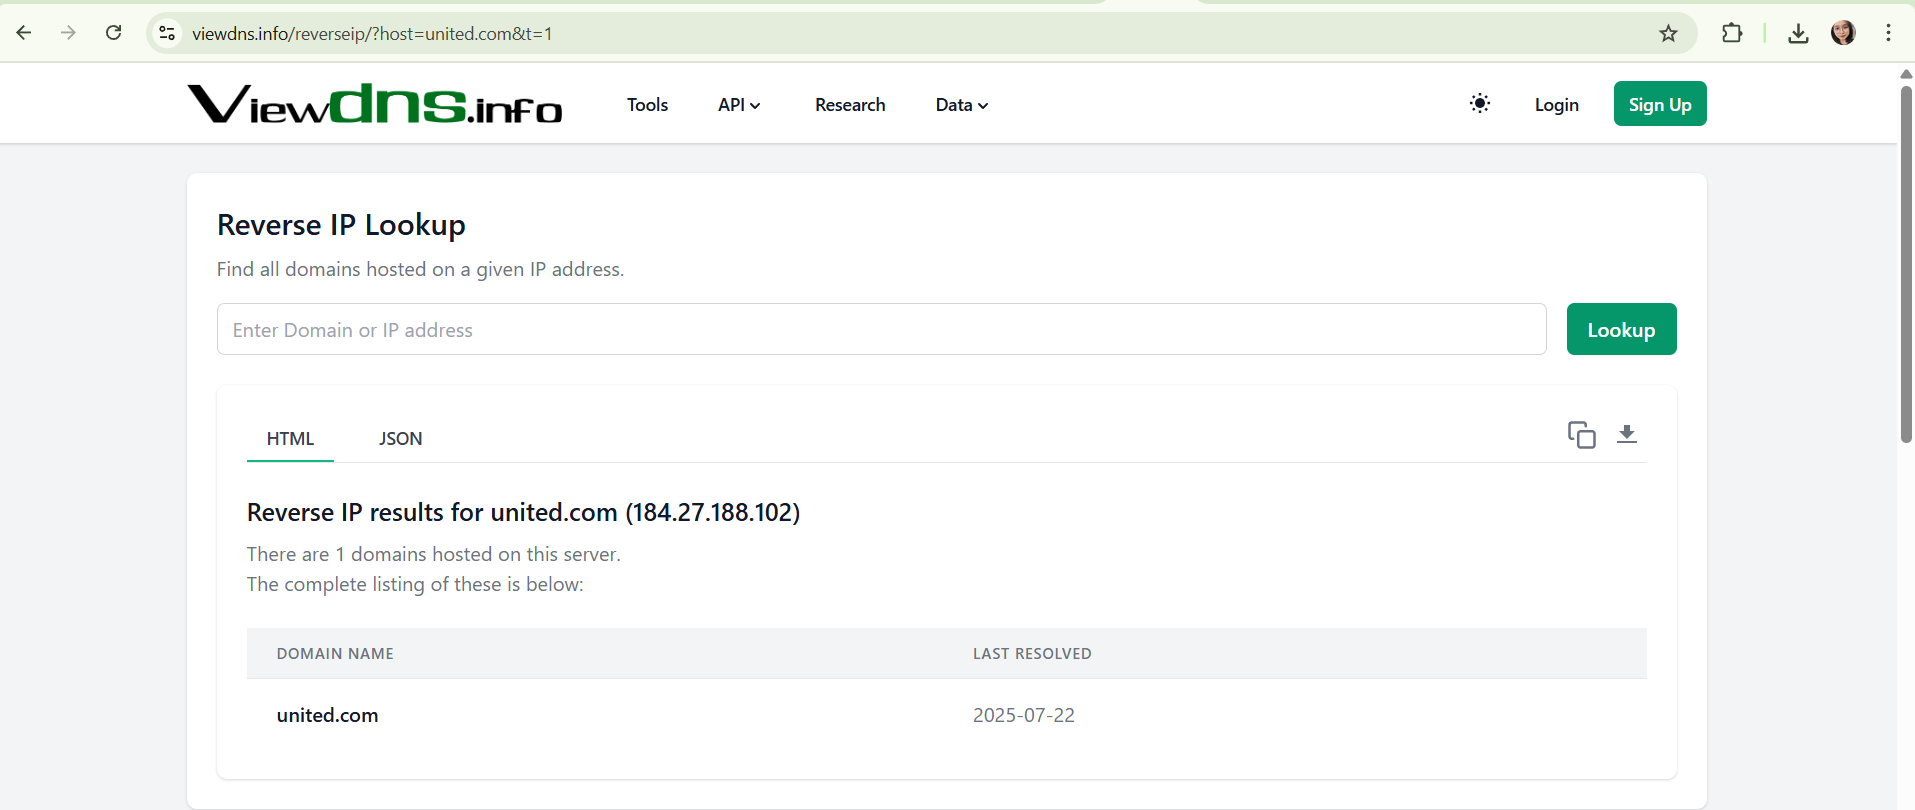 viewdns.info/reverseip/?host=united.com&t=1
Viewdns.info
Tools
API
Research
Data
Login
Sign Up
Reverse IP Lookup
Find all domains hosted on a given IP address.
Enter Domain or IP address
Lookup
HTML
JSON
Reverse IP results for united.com (184.27.188.102)
There are 1 domains hosted on this server.
The complete listing of these is below:
DOMAIN NAME
LAST RESOLVED
united.com
2025-07-22